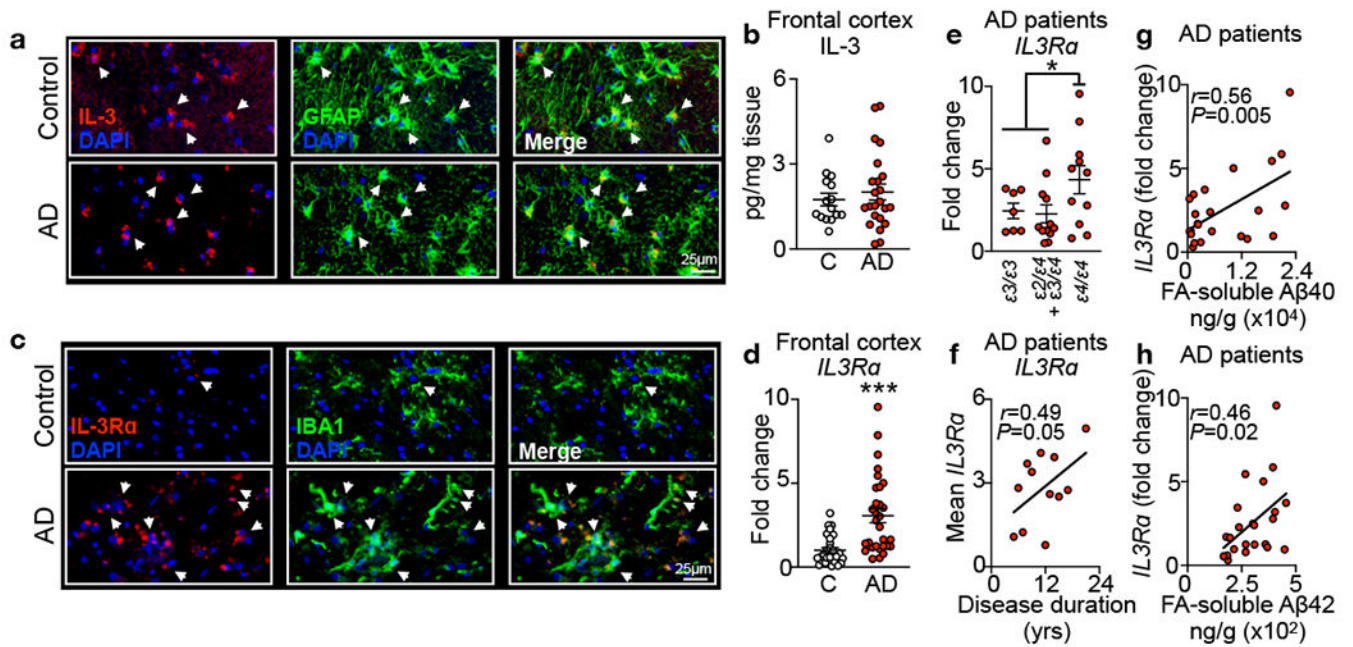 a
Control
IL-3
DAPI
GFAP
DAPI
Merge
AD
25μm
b
Frontal cortex
IL-3
pg/mg tissue
6
3
0
C
AD
c
Control
IL-3Rα
DAPI
IBA1
DAPI
Merge
AD
25μm
d
Frontal cortex
IL3Rα
***
Fold change
10
5
0
C
AD
e
AD patients
IL3Rα
*
Fold change
10
5
0
ε3/ε3
ε2/ε4
+ ε3/ε4
ε4/ε4
f
AD patients
IL3Rα
r=0.49
P=0.05
Mean IL3Rα
6
3
0
0
12
24
Disease duration
(yrs)
g
AD patients
r=0.56
P=0.005
IL3Rα (fold change)
10
5
0
0
1.2
2.4
FA-soluble Aβ40
ng/g (x10⁴)
h
AD patients
r=0.46
P=0.02
IL3Rα (fold change)
10
5
0
0
2.5
5
FA-soluble Aβ42
ng/g (x10²)